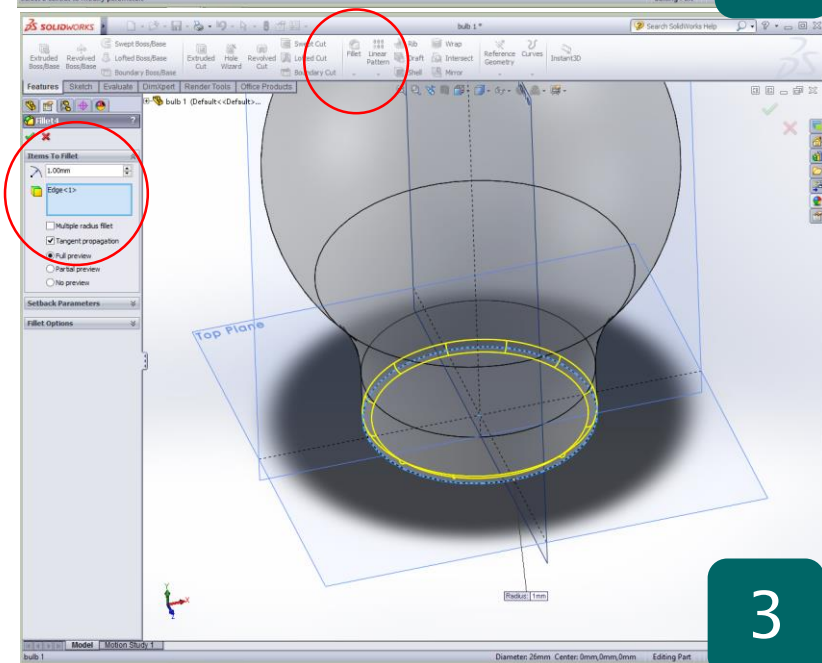 SOLIDWORKS
bulb 1 *
Search SolidWorks Help
Extruded Boss/Base
Revolved Boss/Base
Swept Boss/Base
Lofted Boss/Base
Boundary Boss/Base
Extruded Cut
Hole Wizard
Revolved Cut
Swept Cut
Lofted Cut
Boundary Cut
Fillet
Linear Pattern
Rib
Draft
Shell
Wrap
Intersect
Mirror
Reference Geometry
Curves
Instant3D
Features Sketch Evaluate DimXpert Render Tools Office Products
bulb 1 (Default<<Default>...
Fillet4 ?
Items To Fillet
1.00mm
Edge<1>
Multiple radius fillet
Tangent propagation
Full preview
Partial preview
No preview
Setback Parameters
Fillet Options
Top Plane
Radius: 1mm
Y
X
Z
3
Model Motion Study 1
bulb 1 Diameter: 26mm Center: 0mm,0mm,0mm Editing Part